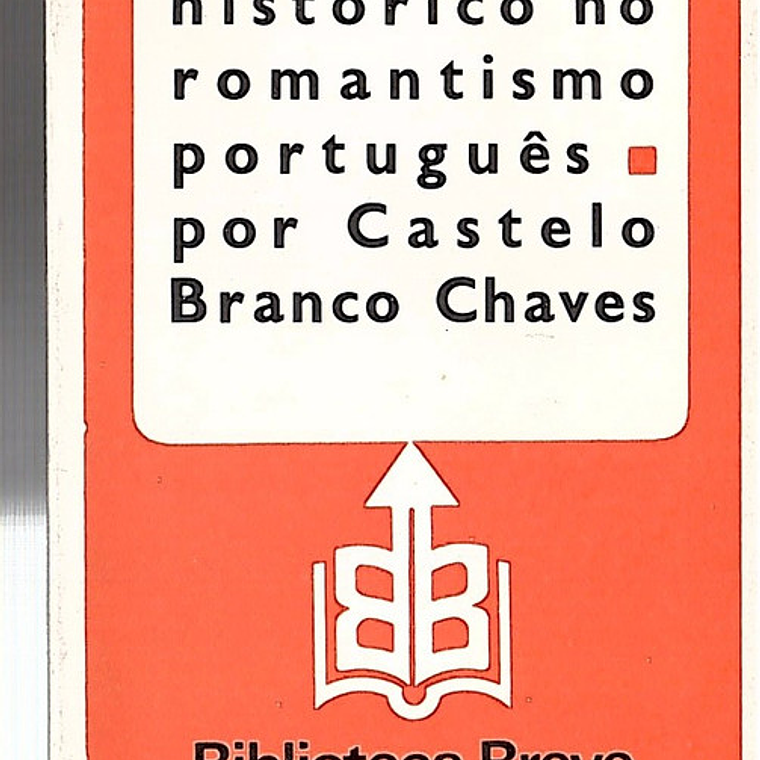 histórico no
romantismo
português
por Castelo
Branco Chaves
Biblioteca Breve